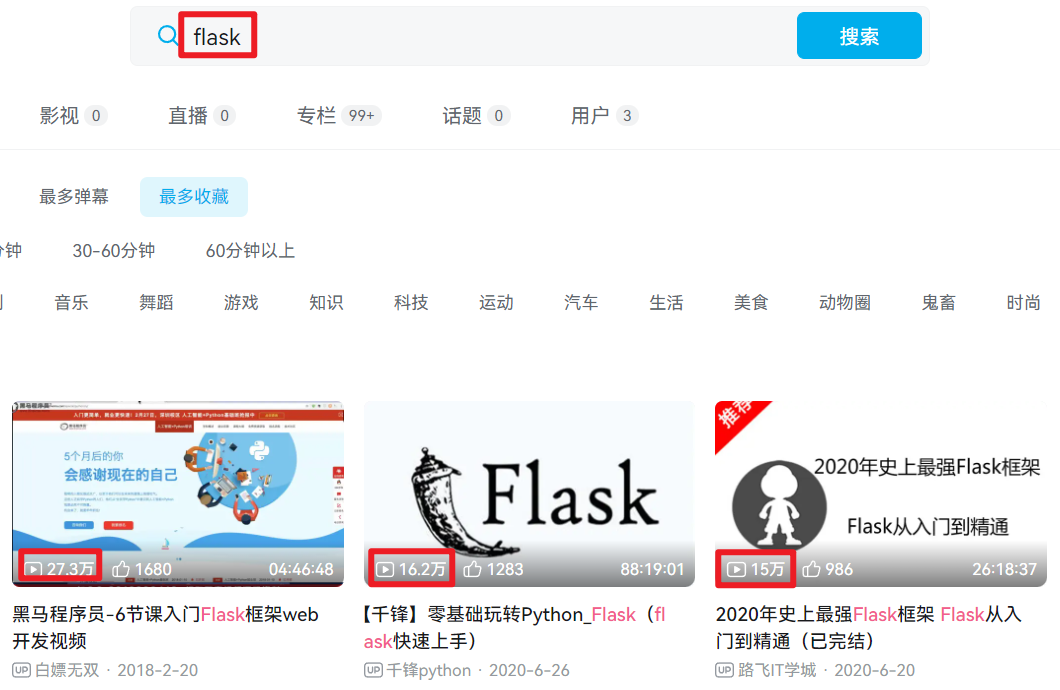 flask
搜索
影视 0 直播 0 专栏 99+ 话题 0 用户 3
最多弹幕 最多收藏
分钟 30-60分钟 60分钟以上
音乐 舞蹈 游戏 知识 科技 运动 汽车 生活 美食 动物圈 鬼畜 时尚
5个月后的你
会感谢现在的自己
27.3万 1680 04:46:48
黑马程序员-6节课入门Flask框架web
开发视频
UP 白嫖无双 · 2018-2-20
Flask
16.2万 1283 88:19:01
【千锋】零基础玩转Python_Flask（fl
ask快速上手）
UP 千锋python · 2020-6-26
推荐
2020年史上最强Flask框架
Flask从入门到精通
15万 986 26:18:37
2020年史上最强Flask框架 Flask从入
门到精通（已完结）
UP 路飞IT学城 · 2020-6-20